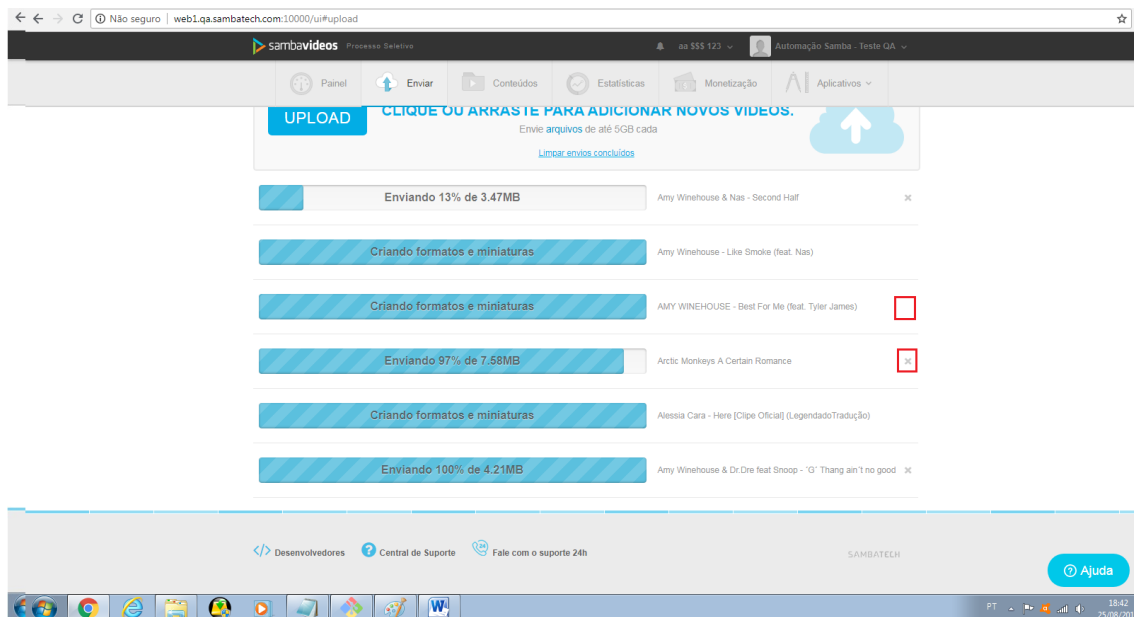 Não seguro | web1.qa.sambatech.com:10000/ui#upload
sambavideos Processo Seletivo aa $$$ 123 Automação Samba - Teste QA
Painel Enviar Conteúdos Estatísticas Monetização Aplicativos
UPLOAD CLIQUE OU ARRASTE PARA ADICIONAR NOVOS VÍDEOS.
Envie arquivos de até 5GB cada
Limpar envios concluídos
Enviando 13% de 3.47MB Amy Winehouse & Nas - Second Half
Criando formatos e miniaturas Amy Winehouse - Like Smoke (feat. Nas)
Criando formatos e miniaturas AMY WINEHOUSE - Best For Me (feat. Tyler James)
Enviando 97% de 7.58MB Arctic Monkeys A Certain Romance
Criando formatos e miniaturas Alessia Cara - Here [Clipe Oficial] (LegendadoTradução)
Enviando 100% de 4.21MB Amy Winehouse & Dr.Dre feat Snoop - ¨G¨ Thang ain´t no good
</> Desenvolvedores ? Central de Suporte 24 Fale com o suporte 24h SAMBATECH
? Ajuda
PT 18:42
25/08/201